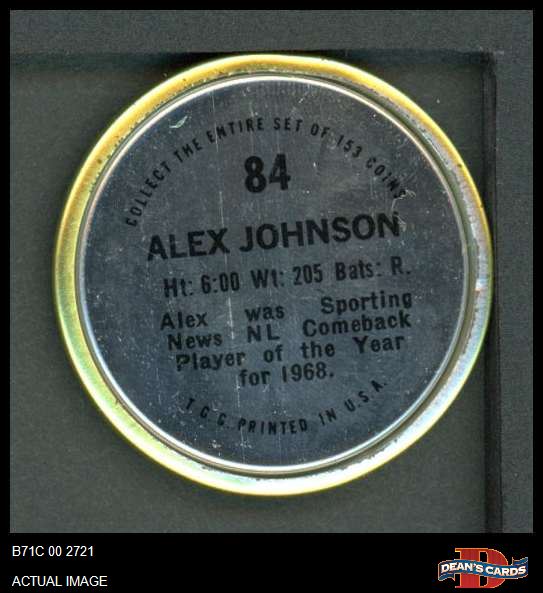 COLLECT THE ENTIRE SET OF 153 COINS
84
ALEX JOHNSON
Ht: 6:00 Wt: 205 Bats: R.
Alex was Sporting
News NL Comeback
Player of the Year
for 1968.
T.C.G. PRINTED IN U.S.A.
B71C 00 2721
ACTUAL IMAGE
D
DEAN'S CARDS